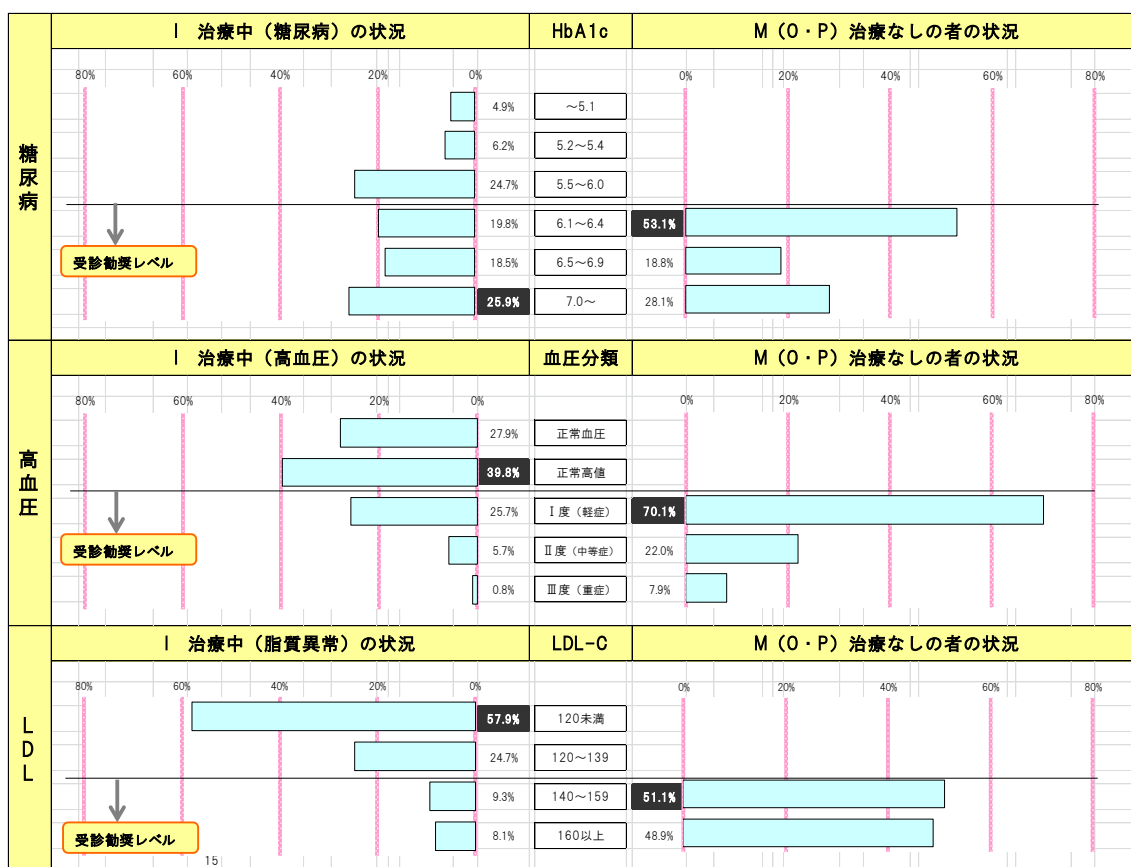 糖尿病
I 治療中（糖尿病）の状況 HbA1c M（O・P）治療なしの者の状況
80% 60% 40% 20% 0% 0% 20% 40% 60% 80%
4.9% ～5.1
6.2% 5.2～5.4
24.7% 5.5～6.0
19.8% 6.1～6.4 53.1%
受診勧奨レベル 18.5% 6.5～6.9 18.8%
25.9% 7.0～ 28.1%
高血圧
I 治療中（高血圧）の状況 血圧分類 M（O・P）治療なしの者の状況
80% 60% 40% 20% 0% 0% 20% 40% 60% 80%
27.9% 正常血圧
39.8% 正常高値
25.7% Ⅰ度（軽症） 70.1%
受診勧奨レベル 5.7% Ⅱ度（中等症） 22.0%
0.8% Ⅲ度（重症） 7.9%
LDL
I 治療中（脂質異常）の状況 LDL-C M（O・P）治療なしの者の状況
80% 60% 40% 20% 0% 0% 20% 40% 60% 80%
57.9% 120未満
24.7% 120～139
9.3% 140～159 51.1%
受診勧奨レベル 8.1% 160以上 48.9%
15